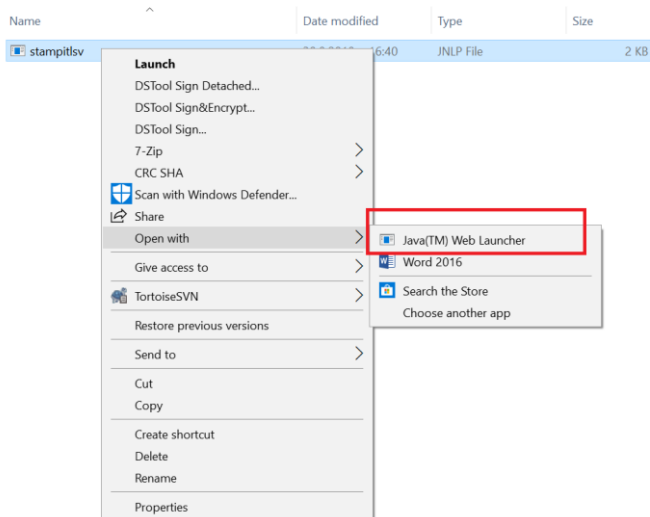 Name Date modified Type Size
stampitlsv 16:40 JNLP File 2 KB
Launch
DSTool Sign Detached...
DSTool Sign&Encrypt...
DSTool Sign...
7-Zip
CRC SHA
Scan with Windows Defender...
Share
Open with
Java(TM) Web Launcher
Word 2016
Search the Store
Choose another app
Give access to
TortoiseSVN
Restore previous versions
Send to
Cut
Copy
Create shortcut
Delete
Rename
Properties